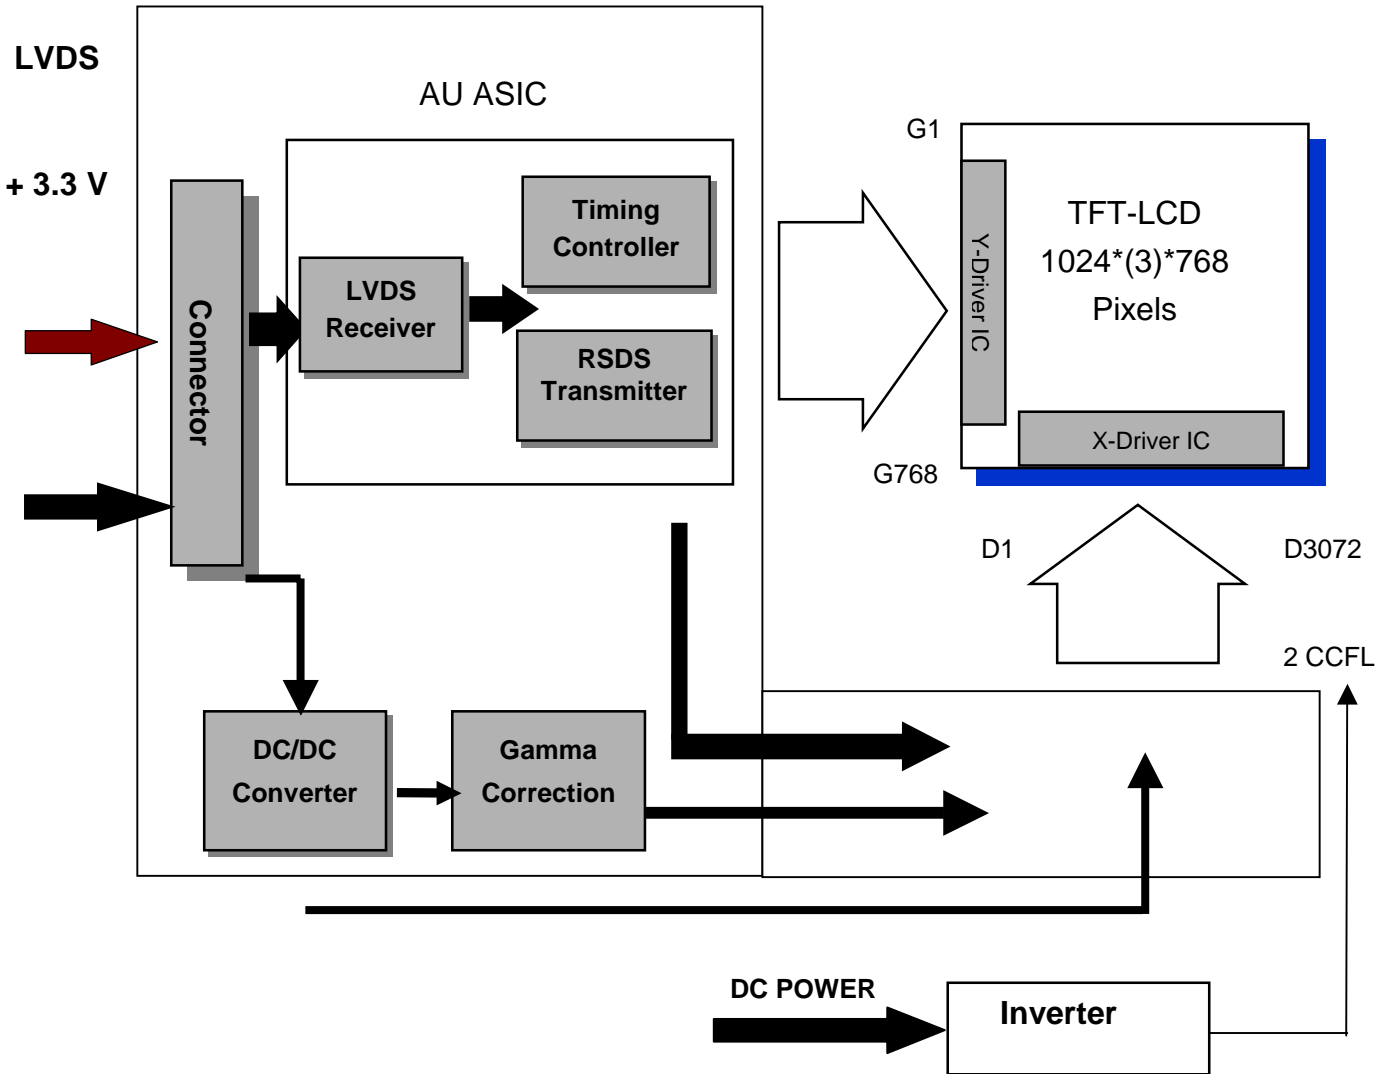 LVDS
AU ASIC
+ 3.3 V
Connector
LVDS
Receiver
Timing
Controller
RSDS
Transmitter
G1
Y-Driver IC
TFT-LCD
1024*(3)*768
Pixels
X-Driver IC
G768
D1
D3072
2 CCFL
DC/DC
Converter
Gamma
Correction
DC POWER
Inverter